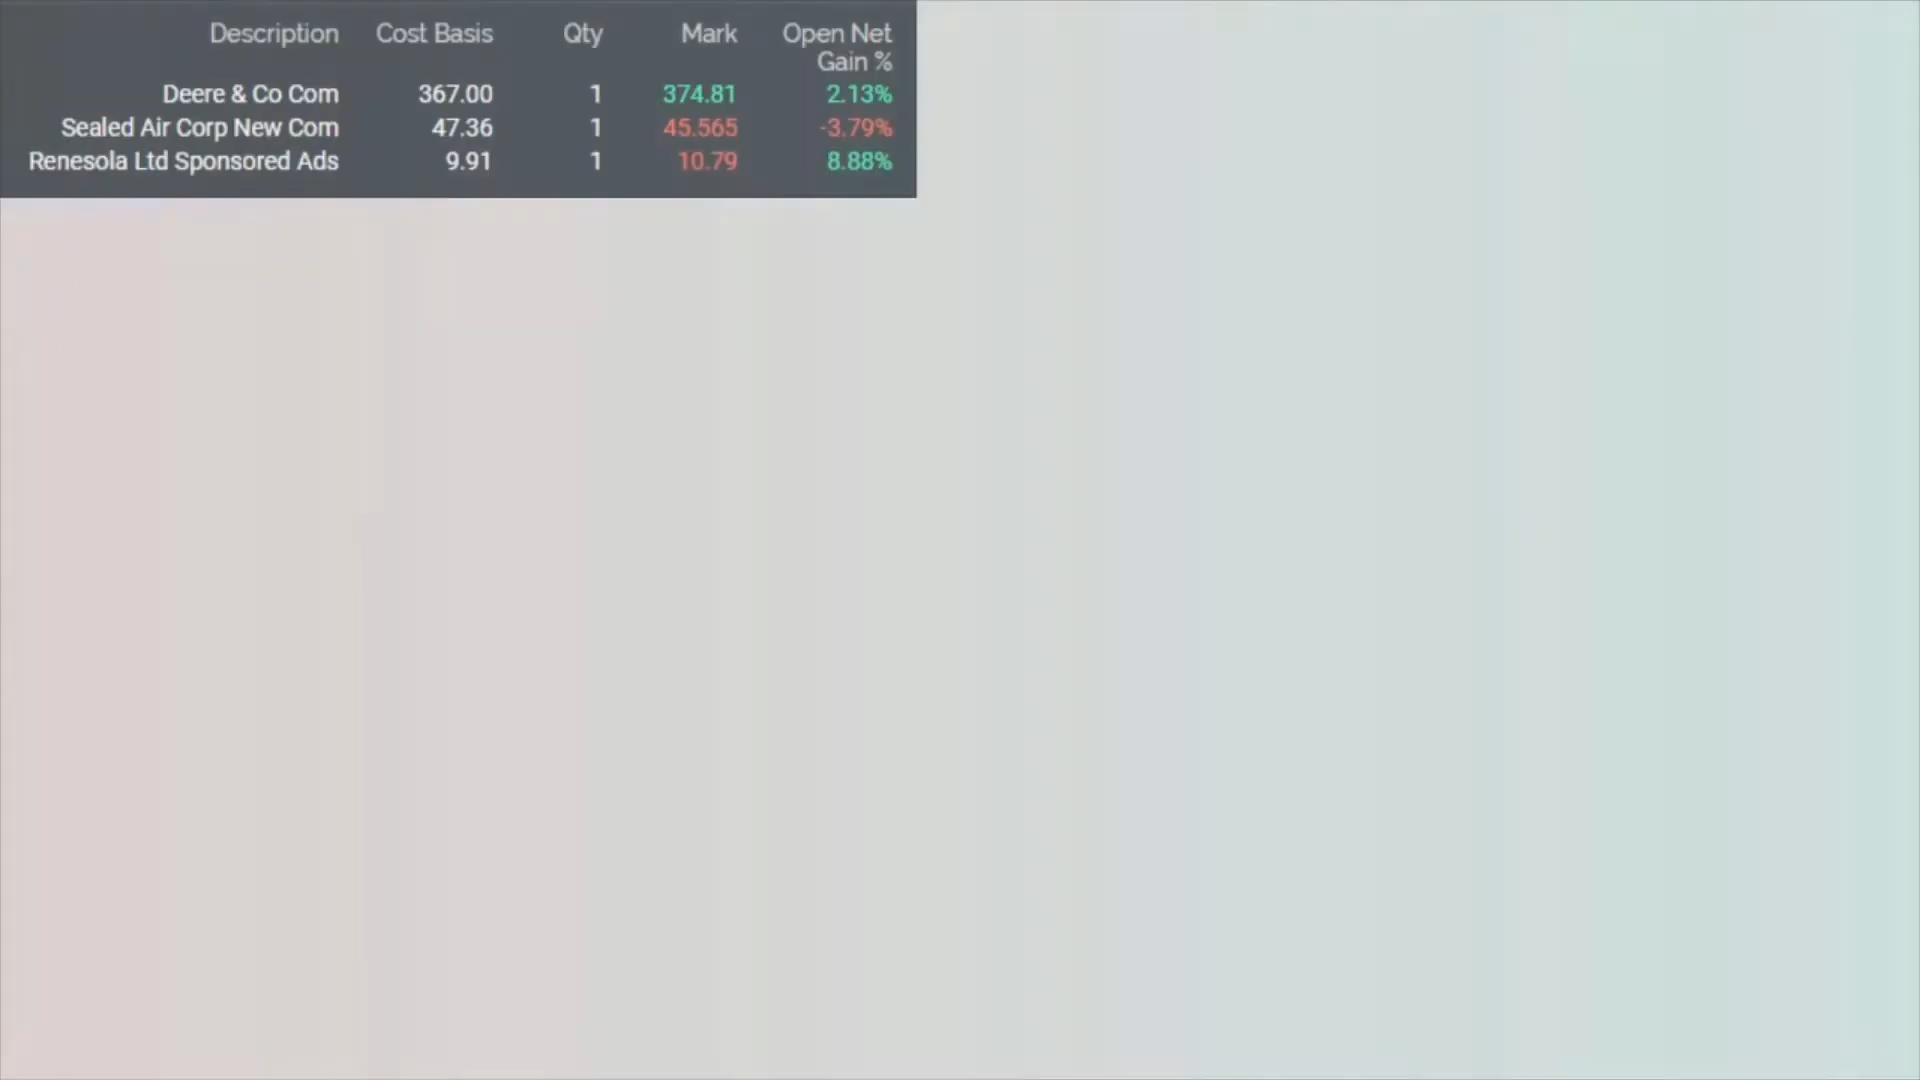 Description Cost Basis Qty Mark Open Net Gain %
Deere & Co Com 367.00 1 374.81 2.13%
Sealed Air Corp New Com 47.36 1 45.565 -3.79%
Renesola Ltd Sponsored Ads 9.91 1 10.79 8.88%